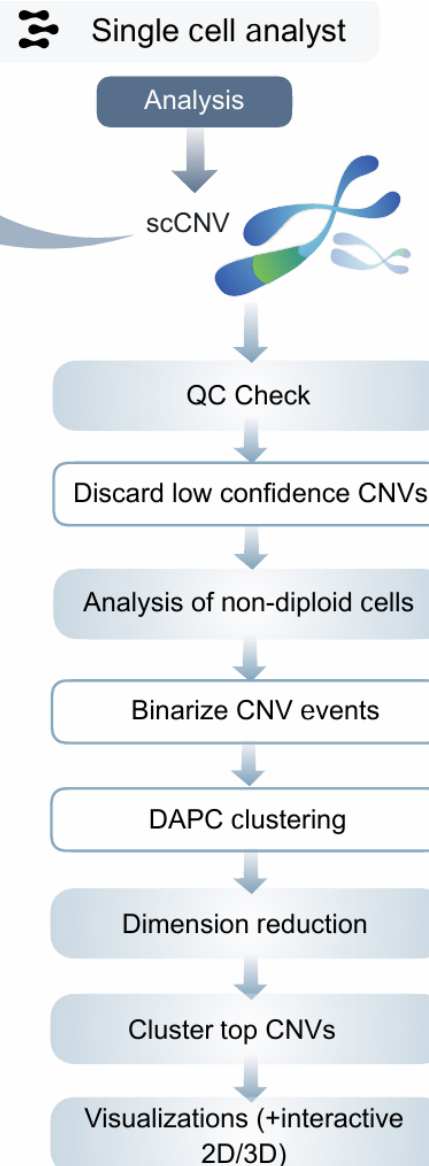 Single cell analyst
Analysis
scCNV
QC Check
Discard low confidence CNVs
Analysis of non-diploid cells
Binarize CNV events
DAPC clustering
Dimension reduction
Cluster top CNVs
Visualizations (+interactive
2D/3D)